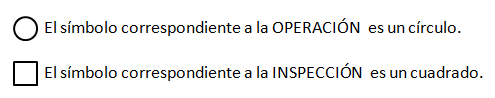 El símbolo correspondiente a la OPERACIÓN es un círculo.
El símbolo correspondiente a la INSPECCIÓN es un cuadrado.